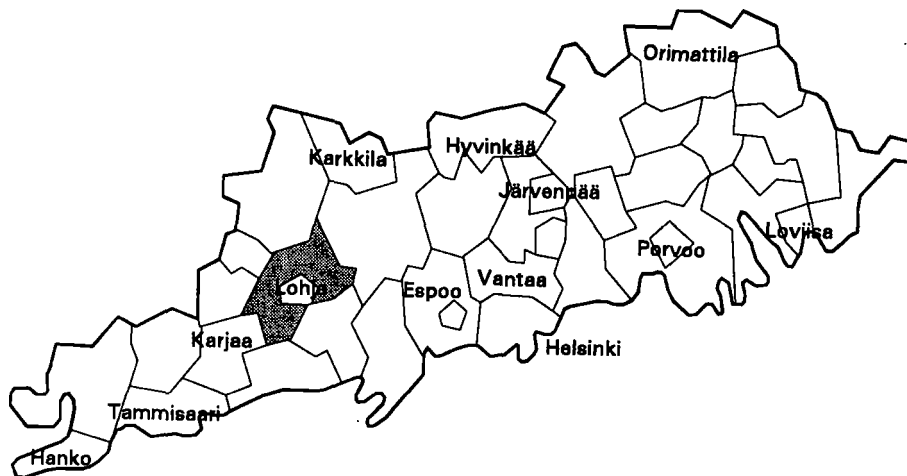 Orimattila
Karkkila
Hyvinkää
Järvenpää
Porvoo
Loviisa
Lohja
Espoo
Vantaa
Karjaa
Helsinki
Tammisaari
Hanko